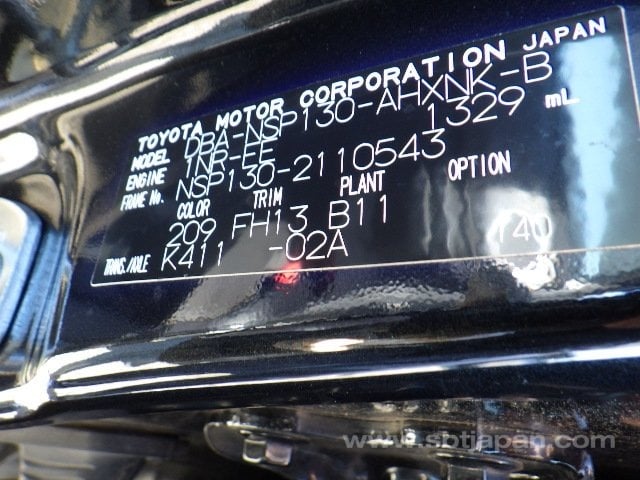 TOYOTA MOTOR CORPORATION JAPAN
MODEL DBA-NSP130-AHXNK-B
ENGINE 1NR-FE 1329 mL
FRAME No. NSP130-2110543
COLOR TRIM PLANT OPTION
209 FH13 B11
TRANS./AXLE K411 -02A 140
www.sbtjapan.com